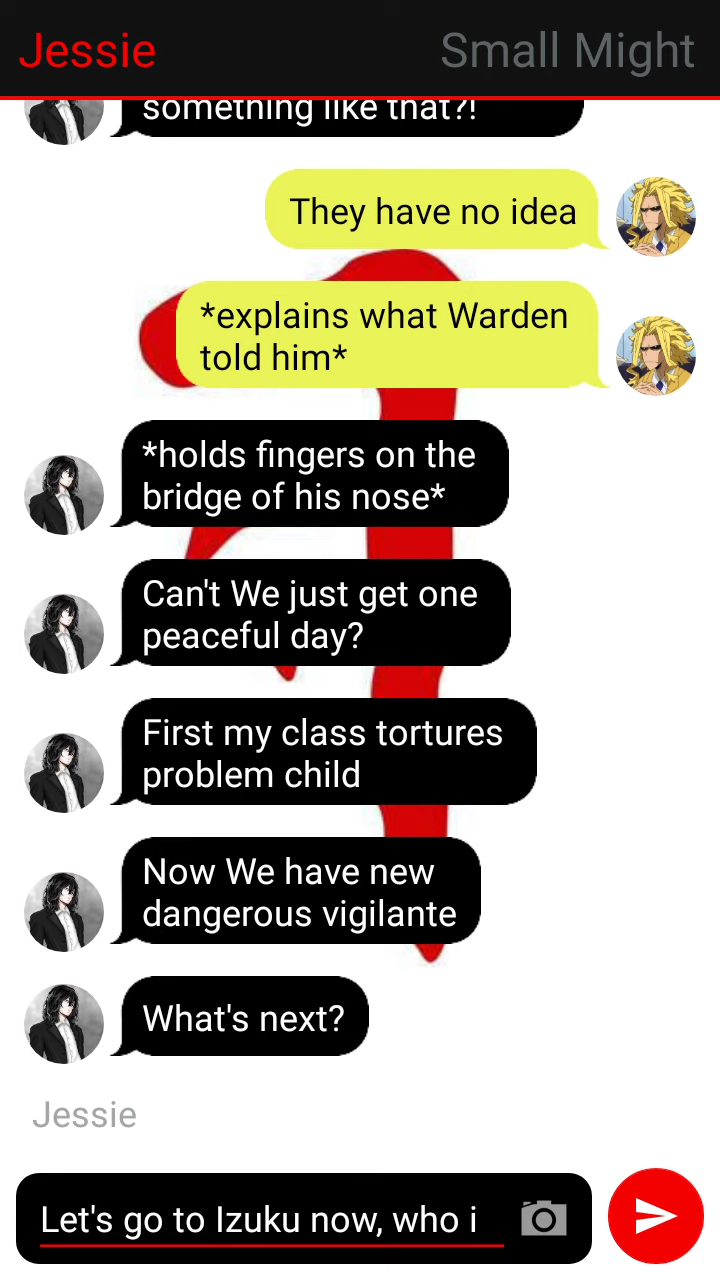 Jessie
Small Might
something like that?!
They have no idea
*explains what Warden
told him*
*holds fingers on the
bridge of his nose*
Can't We just get one
peaceful day?
First my class tortures
problem child
Now We have new
dangerous vigilante
What's next?
Jessie
Let's go to Izuku now, who i